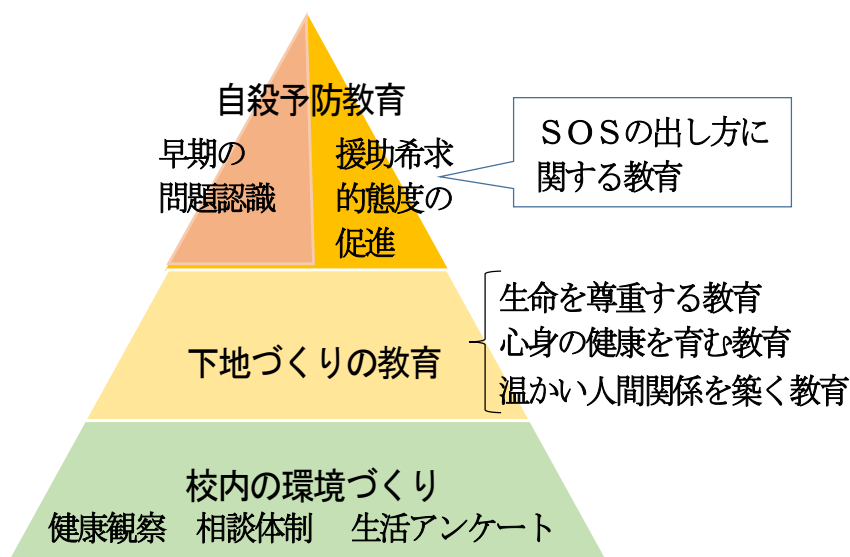 自殺予防教育
早期の
問題認識
援助希求
的態度の
促進
ＳＯＳの出し方に
関する教育
下地づくりの教育
生命を尊重する教育
心身の健康を育む教育
温かい人間関係を築く教育
校内の環境づくり
健康観察　相談体制　生活アンケート